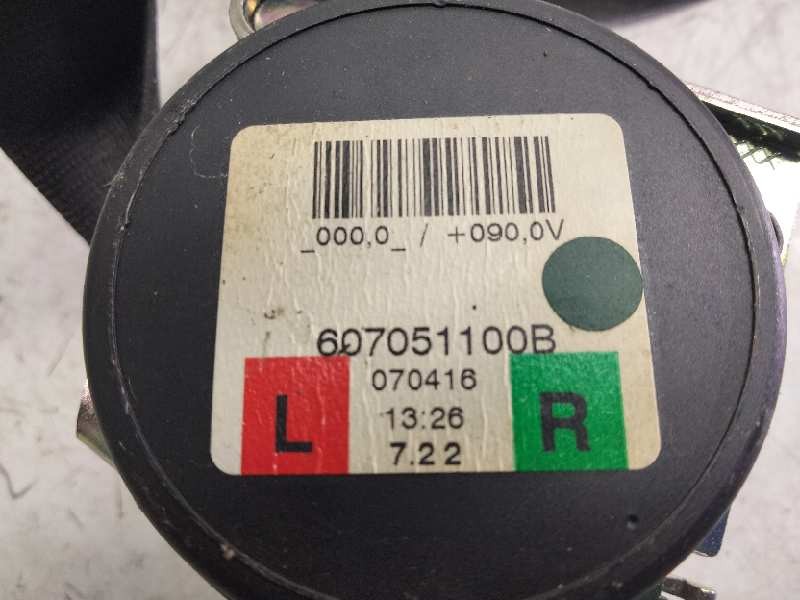 _000,0_ / +090,0V
607051100B
070416
L
13:26
R
7.22